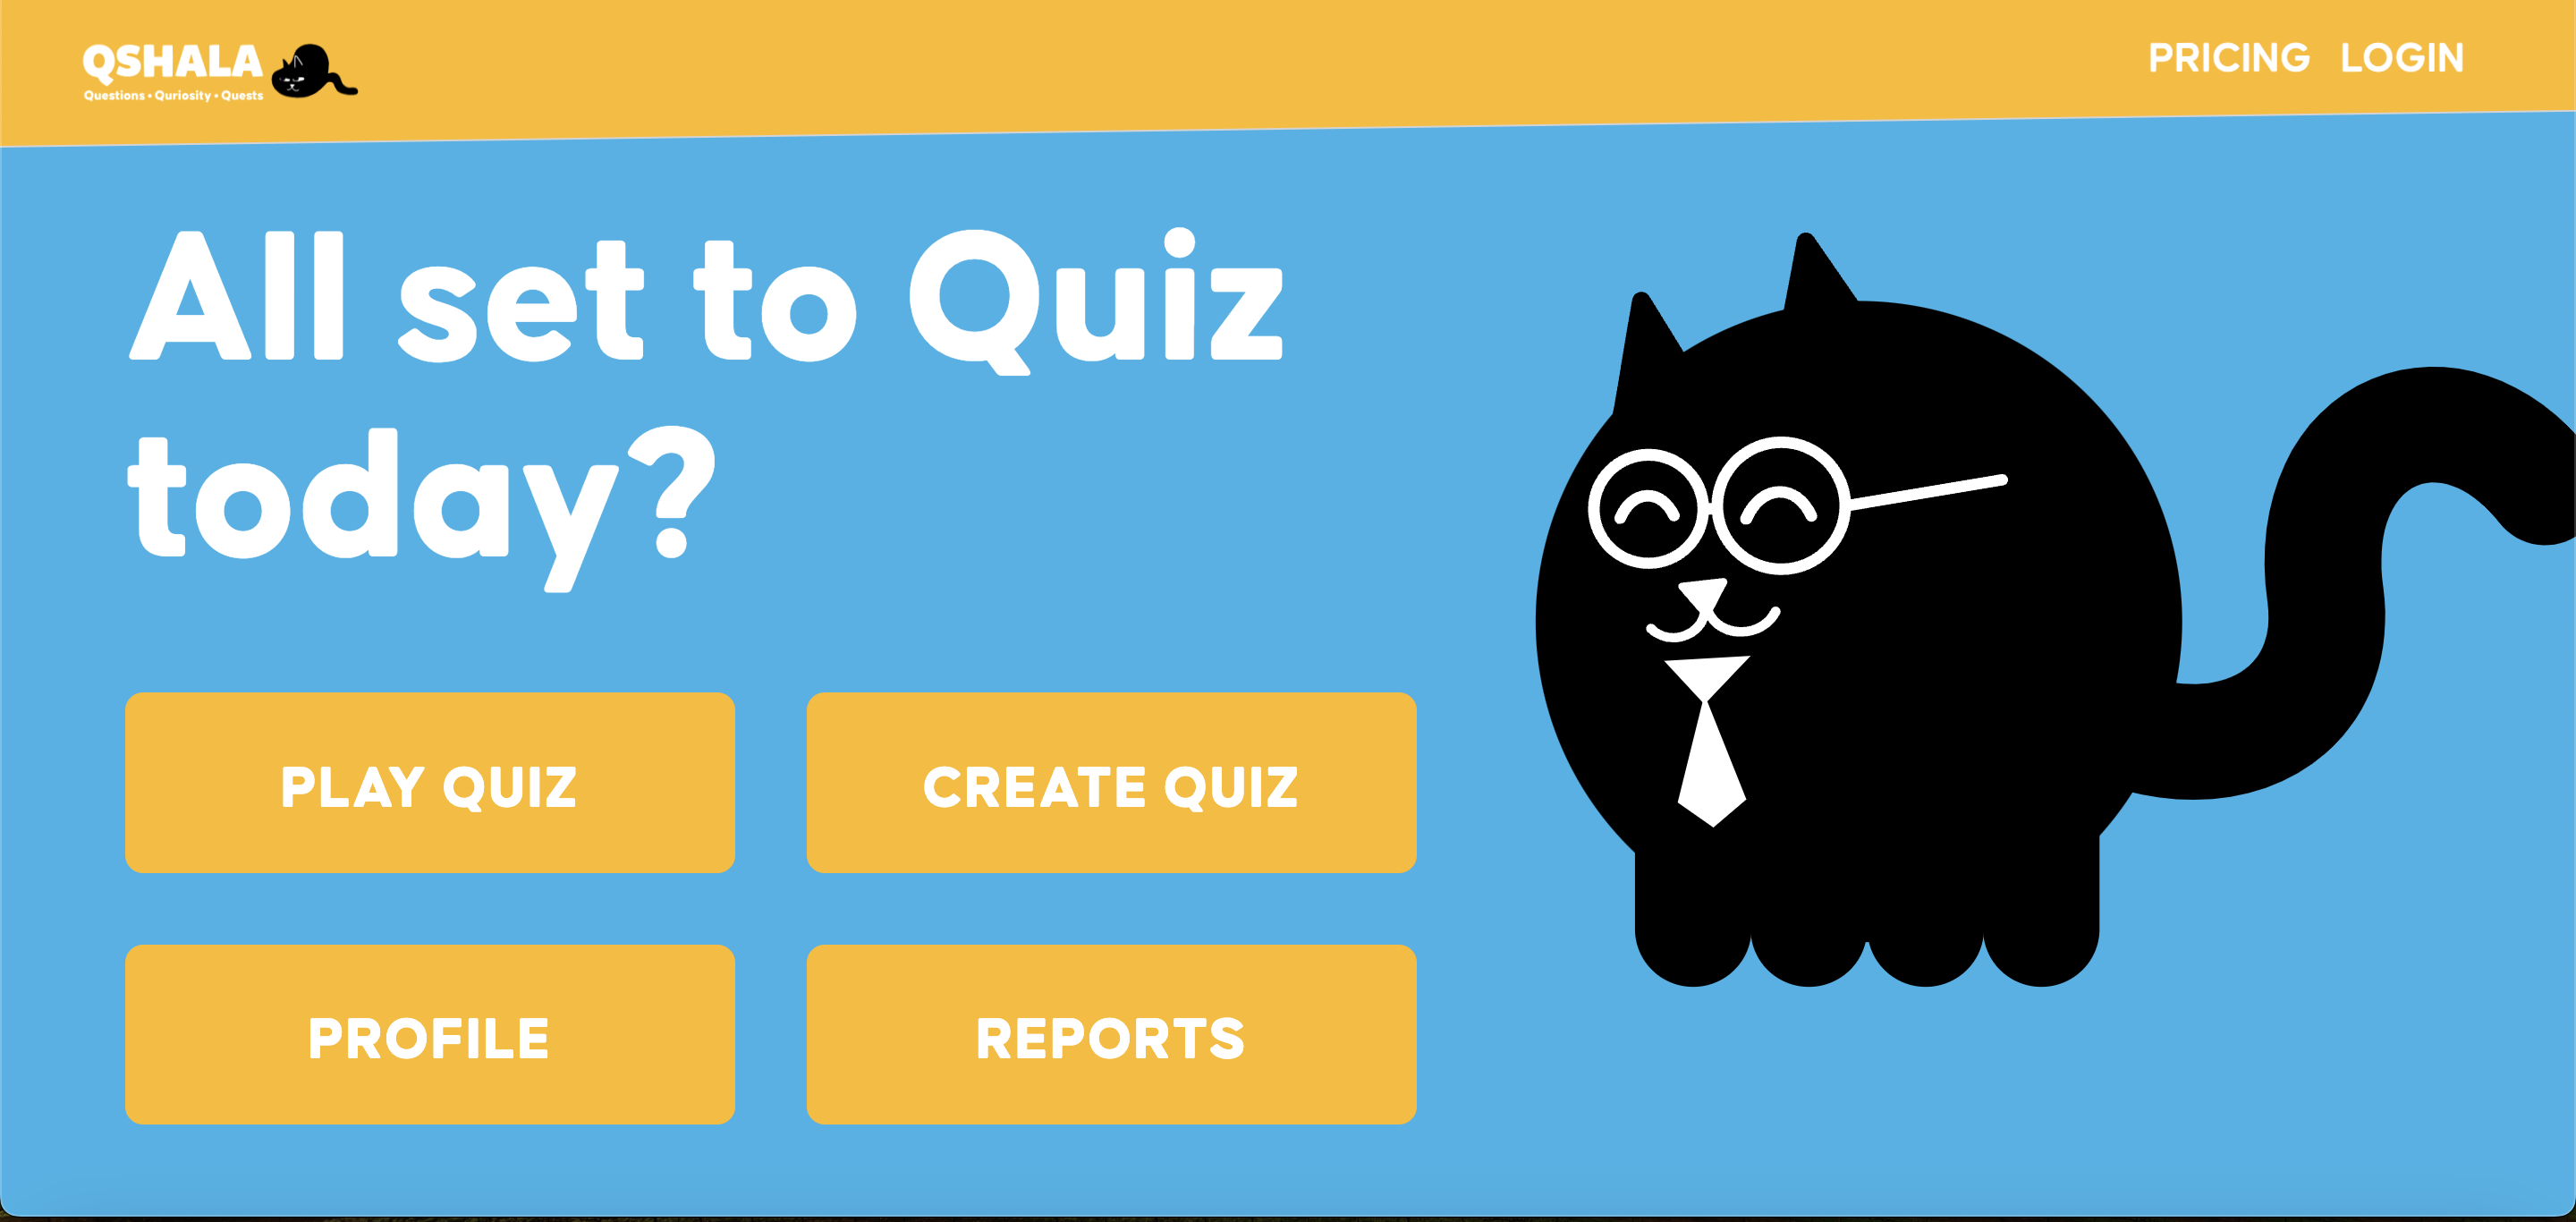 QSHALA
Questions • Quriosity • Quests
PRICING LOGIN
All set to Quiz
today?
PLAY QUIZ
CREATE QUIZ
PROFILE
REPORTS